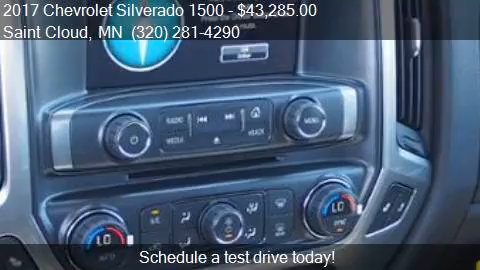 2017 Chevrolet Silverado 1500 - $43,285.00
Saint Cloud, MN  (320) 281-4290
RADIO
MEDIA
BACK
MENU
LO
LO
Schedule a test drive today!